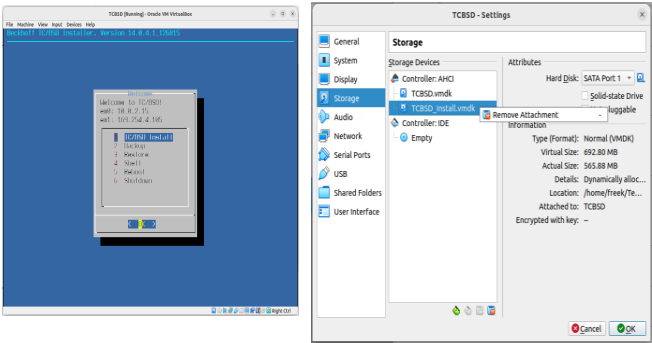 TCBSD [Running] - Oracle VM VirtualBox
File Machine View Input Devices Help
Beckhoff TC/BSD Installer, Version 14.0.4.1_126015
Welcome
Welcome to TC/BSD!
em0: 10.0.2.15
em1: 169.254.4.105
1 TC/BSD Install
2 Backup
3 Restore
4 Shell
5 Reboot
6 Shutdown
< OK >
Right Ctrl
TCBSD - Settings
General
System
Display
Storage
Audio
Network
Serial Ports
USB
Shared Folders
User Interface
Storage
Storage Devices
Controller: AHCI
TCBSD.vmdk
TCBSD_Install.vmdk
Controller: IDE
Empty
Remove Attachment
Attributes
Hard Disk: SATA Port 1
Solid-state Drive
pluggable
Information
Type (Format): Normal (VMDK)
Virtual Size: 692.80 MB
Actual Size: 565.88 MB
Details: Dynamically alloc...
Location: /home/freek/Te...
Attached to: TCBSD
Encrypted with key: --
Cancel
OK